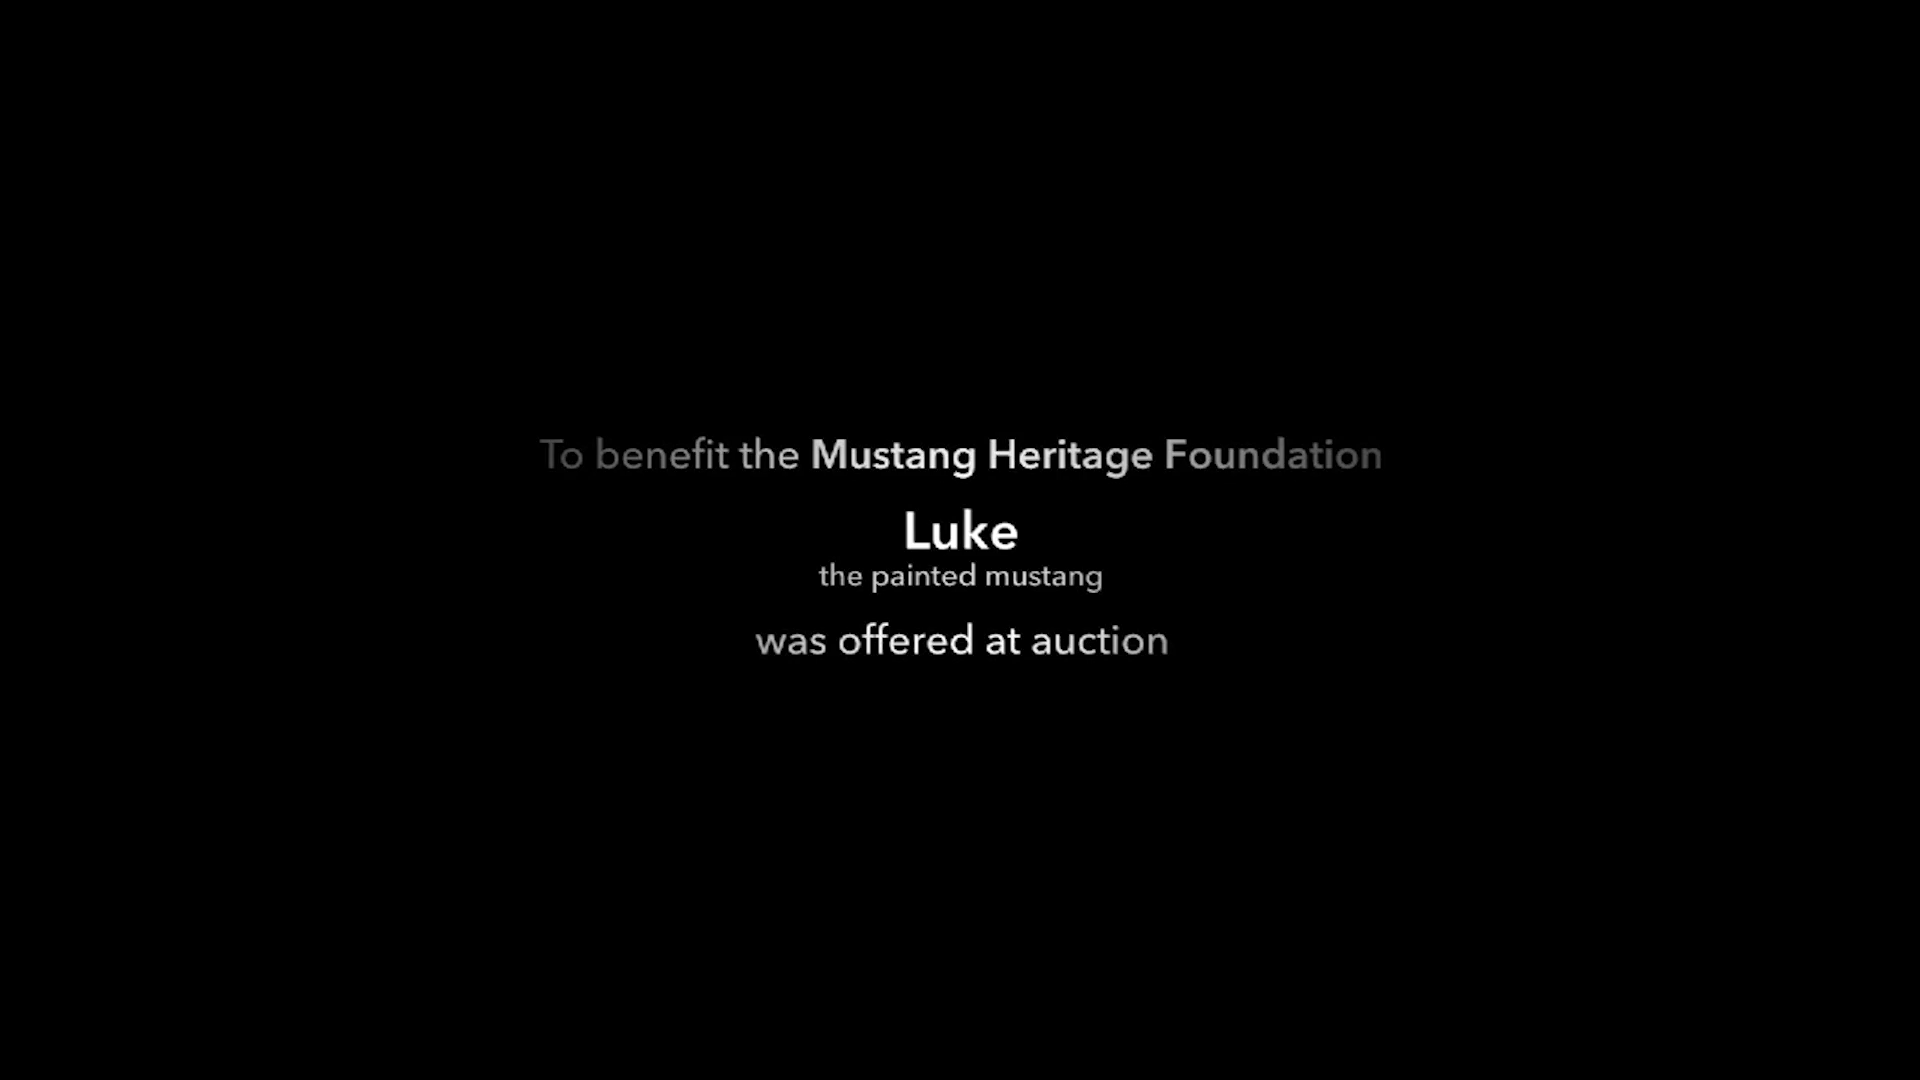 To benefit the Mustang Heritage Foundation
Luke
the painted mustang
was offered at auction